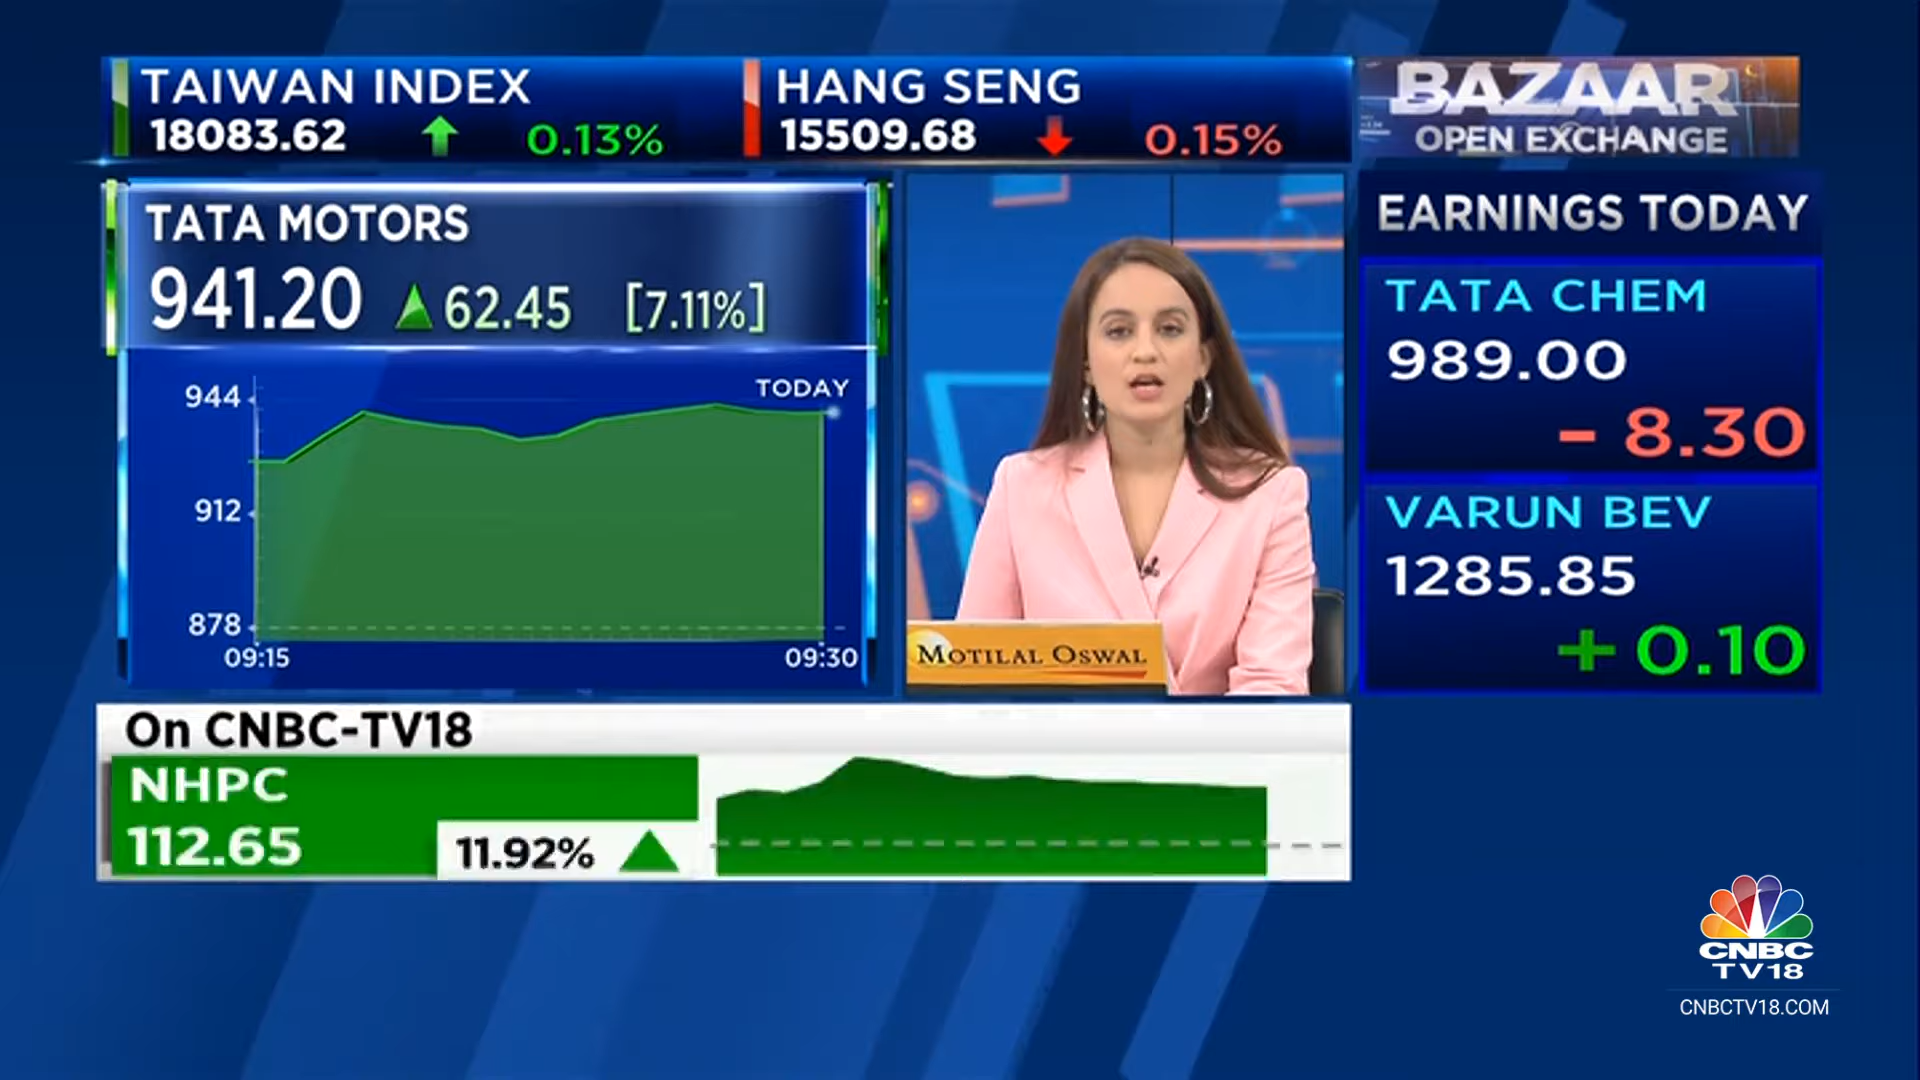 TAIWAN INDEX
18083.62 0.13%
HANG SENG
15509.68 0.15%
BAZAAR
OPEN EXCHANGE
TATA MOTORS
941.20 62.45 [7.11%]
TODAY
944
912
878
09:15 09:30
MOTILAL OSWAL
EARNINGS TODAY
TATA CHEM
989.00
- 8.30
VARUN BEV
1285.85
+ 0.10
On CNBC-TV18
NHPC
112.65 11.92%
CNBC
TV18
CNBCTV18.COM